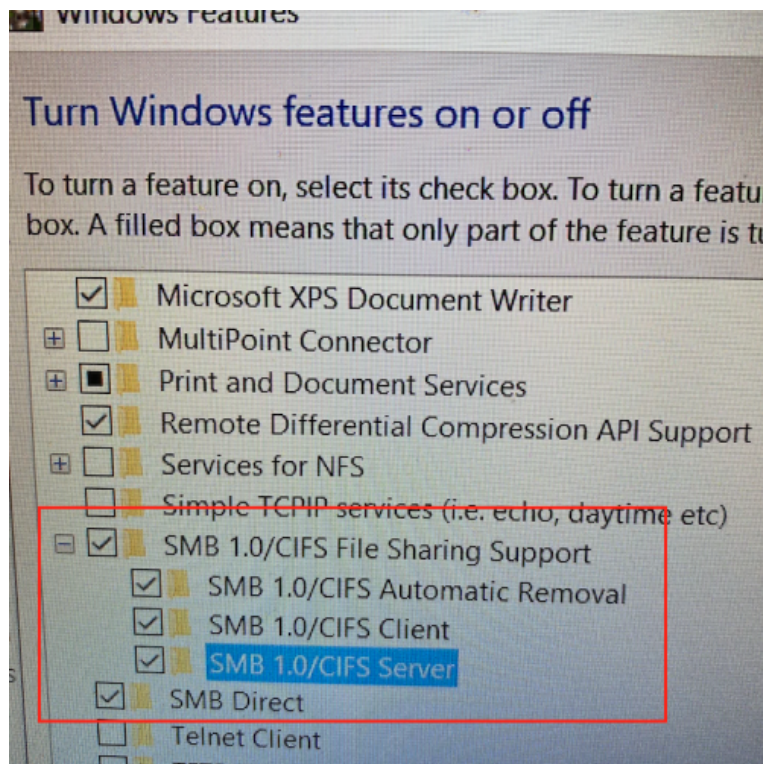 Windows Features
Turn Windows features on or off
To turn a feature on, select its check box. To turn a featu
box. A filled box means that only part of the feature is tu
Microsoft XPS Document Writer
MultiPoint Connector
Print and Document Services
Remote Differential Compression API Support
Services for NFS
Simple TCPIP services (i.e. echo, daytime etc)
SMB 1.0/CIFS File Sharing Support
SMB 1.0/CIFS Automatic Removal
SMB 1.0/CIFS Client
SMB 1.0/CIFS Server
SMB Direct
Telnet Client